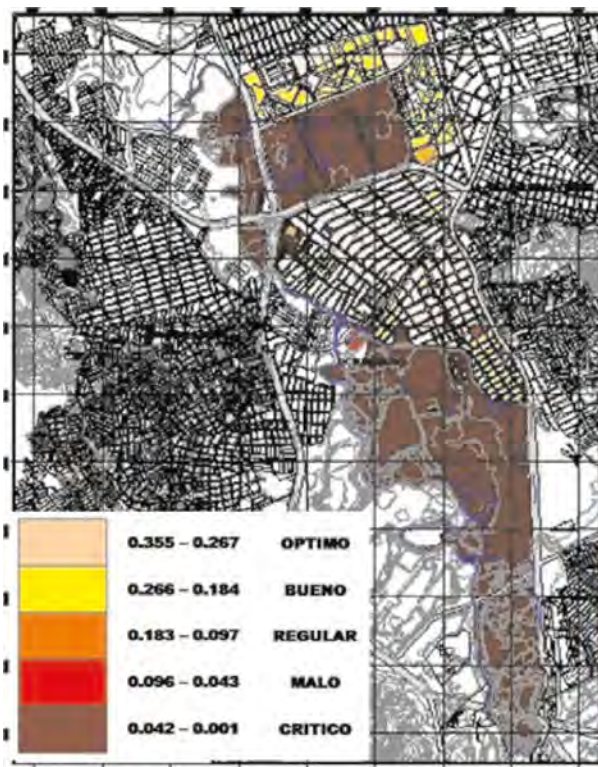 0.355 – 0.267 OPTIMO
0.266 – 0.184 BUENO
0.183 – 0.097 REGULAR
0.096 – 0.043 MALO
0.042 – 0.001 CRITICO